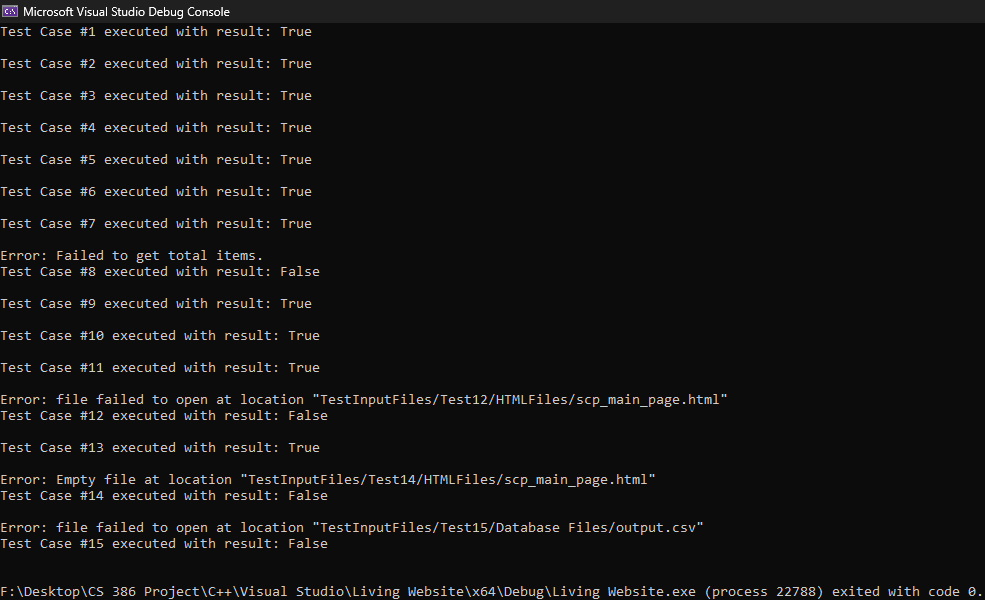 Microsoft Visual Studio Debug Console
Test Case #1 executed with result: True
Test Case #2 executed with result: True
Test Case #3 executed with result: True
Test Case #4 executed with result: True
Test Case #5 executed with result: True
Test Case #6 executed with result: True
Test Case #7 executed with result: True
Error: Failed to get total items.
Test Case #8 executed with result: False
Test Case #9 executed with result: True
Test Case #10 executed with result: True
Test Case #11 executed with result: True
Error: file failed to open at location "TestInputFiles/Test12/HTMLFiles/scp_main_page.html"
Test Case #12 executed with result: False
Test Case #13 executed with result: True
Error: Empty file at location "TestInputFiles/Test14/HTMLFiles/scp_main_page.html"
Test Case #14 executed with result: False
Error: file failed to open at location "TestInputFiles/Test15/Database Files/output.csv"
Test Case #15 executed with result: False
F:\Desktop\CS 386 Project\C++\Visual Studio\Living Website\x64\Debug\Living Website.exe (process 22788) exited with code 0.